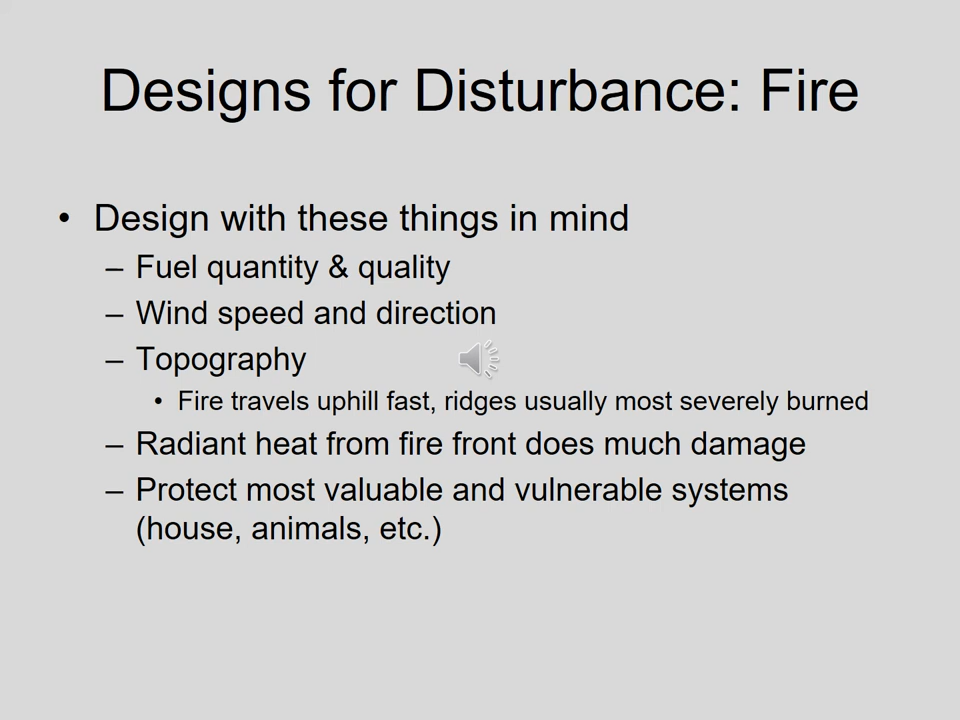 Designs for Disturbance: Fire
• Design with these things in mind
– Fuel quantity & quality
– Wind speed and direction
– Topography
• Fire travels uphill fast, ridges usually most severely burned
– Radiant heat from fire front does much damage
– Protect most valuable and vulnerable systems
(house, animals, etc.)